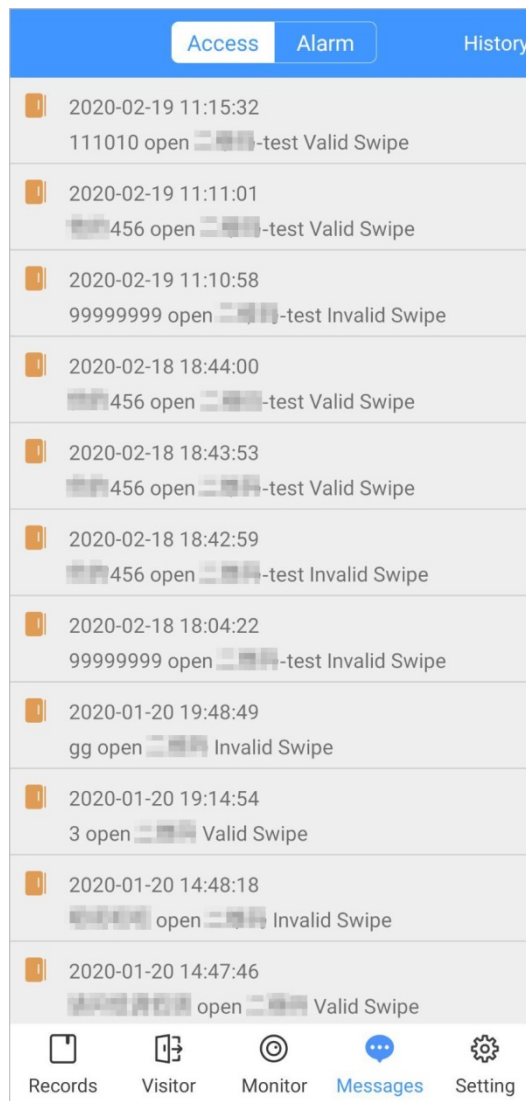 Access Alarm History
2020-02-19 11:15:32
111010 open -test Valid Swipe
2020-02-19 11:11:01
456 open -test Valid Swipe
2020-02-19 11:10:58
99999999 open -test Invalid Swipe
2020-02-18 18:44:00
456 open -test Valid Swipe
2020-02-18 18:43:53
456 open -test Valid Swipe
2020-02-18 18:42:59
456 open -test Invalid Swipe
2020-02-18 18:04:22
99999999 open -test Invalid Swipe
2020-01-20 19:48:49
gg open Invalid Swipe
2020-01-20 19:14:54
3 open Valid Swipe
2020-01-20 14:48:18
open Invalid Swipe
2020-01-20 14:47:46
open Valid Swipe
Records Visitor Monitor Messages Setting